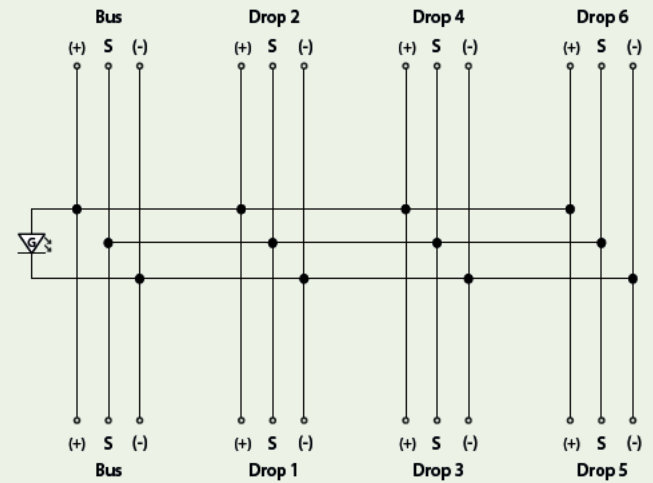 Bus Drop 2 Drop 4 Drop 6
(+) S (-) (+) S (-) (+) S (-) (+) S (-)
G
(+) S (-) (+) S (-) (+) S (-) (+) S (-)
Bus Drop 1 Drop 3 Drop 5